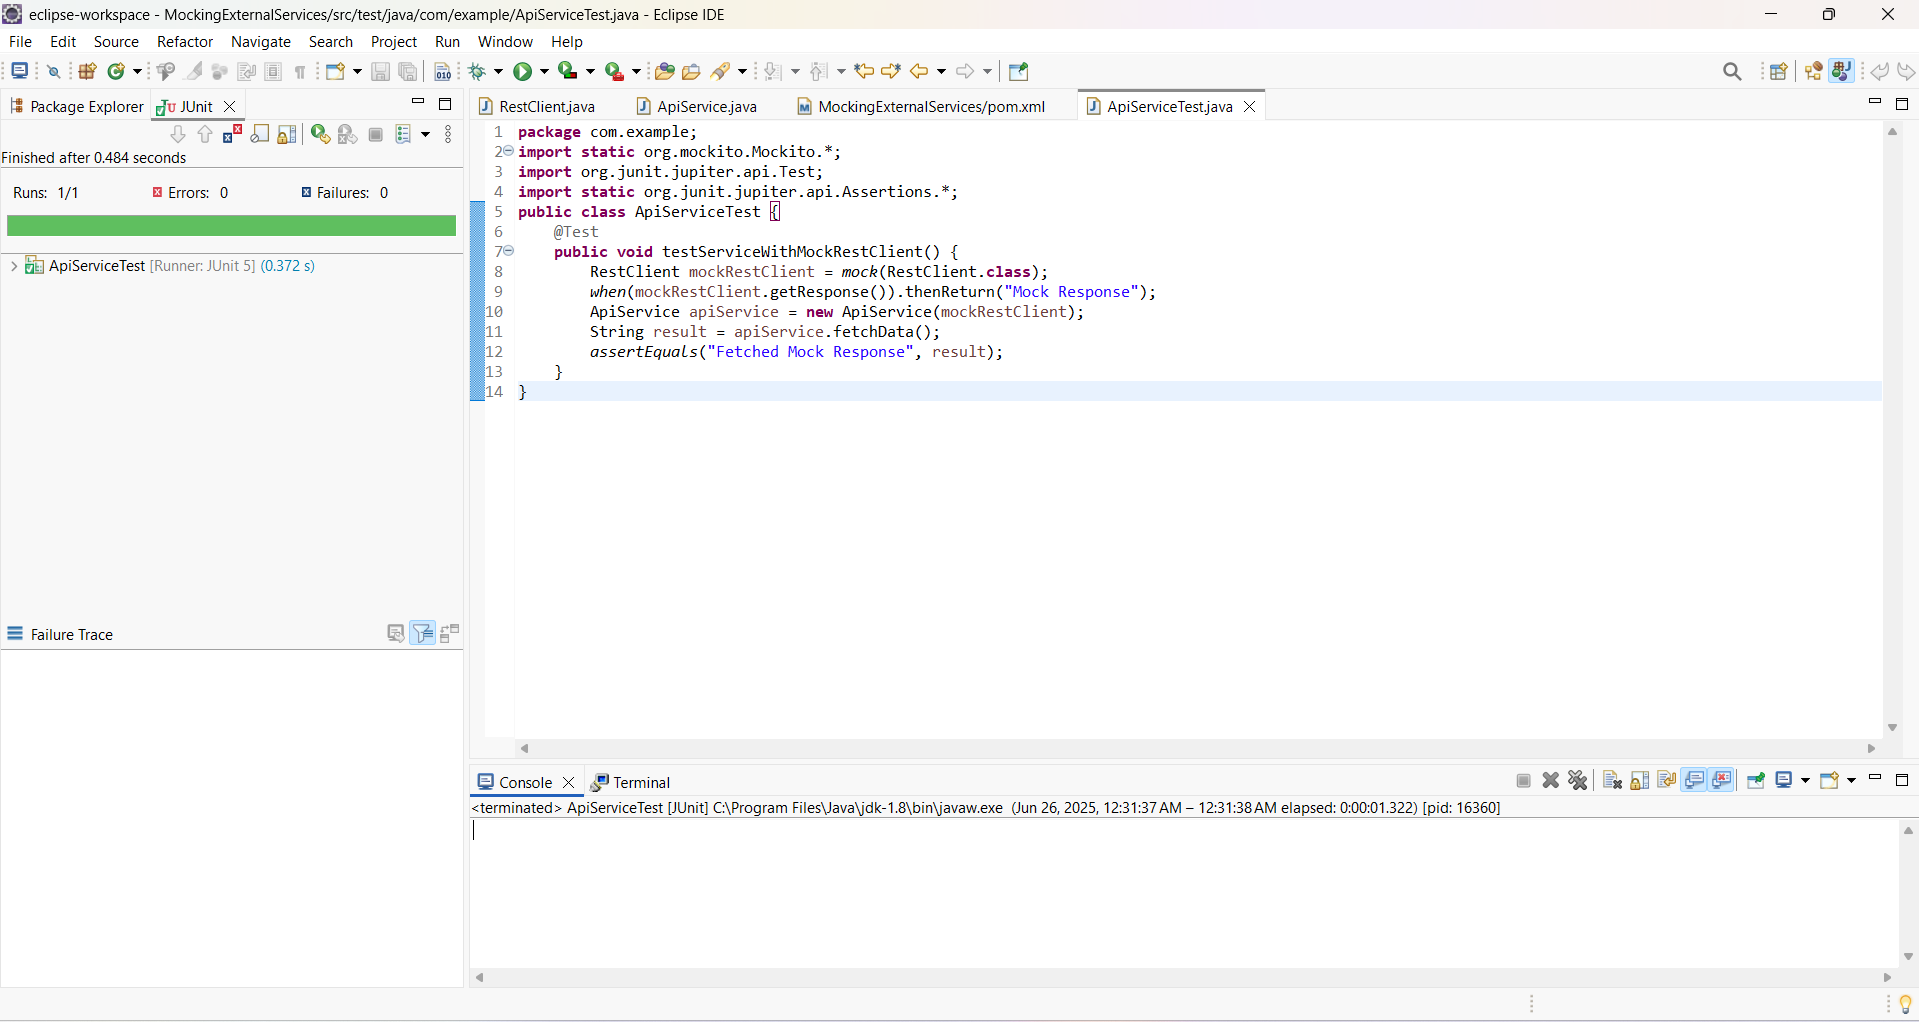 eclipse-workspace - MockingExternalServices/src/test/java/com/example/ApiServiceTest.java - Eclipse IDE
File Edit Source Refactor Navigate Search Project Run Window Help
Package Explorer JUnit
Finished after 0.484 seconds
Runs: 1/1 Errors: 0 Failures: 0
ApiServiceTest [Runner: JUnit 5] (0.372 s)
Failure Trace
RestClient.java ApiService.java MockingExternalServices/pom.xml ApiServiceTest.java
1 package com.example;
2 import static org.mockito.Mockito.*;
3 import org.junit.jupiter.api.Test;
4 import static org.junit.jupiter.api.Assertions.*;
5 public class ApiServiceTest {
6     @Test
7     public void testServiceWithMockRestClient() {
8         RestClient mockRestClient = mock(RestClient.class);
9         when(mockRestClient.getResponse()).thenReturn("Mock Response");
10         ApiService apiService = new ApiService(mockRestClient);
11         String result = apiService.fetchData();
12         assertEquals("Fetched Mock Response", result);
13     }
14 }
Console Terminal
<terminated> ApiServiceTest [JUnit] C:\Program Files\Java\jdk-1.8\bin\javaw.exe (Jun 26, 2025, 12:31:37 AM – 12:31:38 AM elapsed: 0:00:01.322) [pid: 16360]